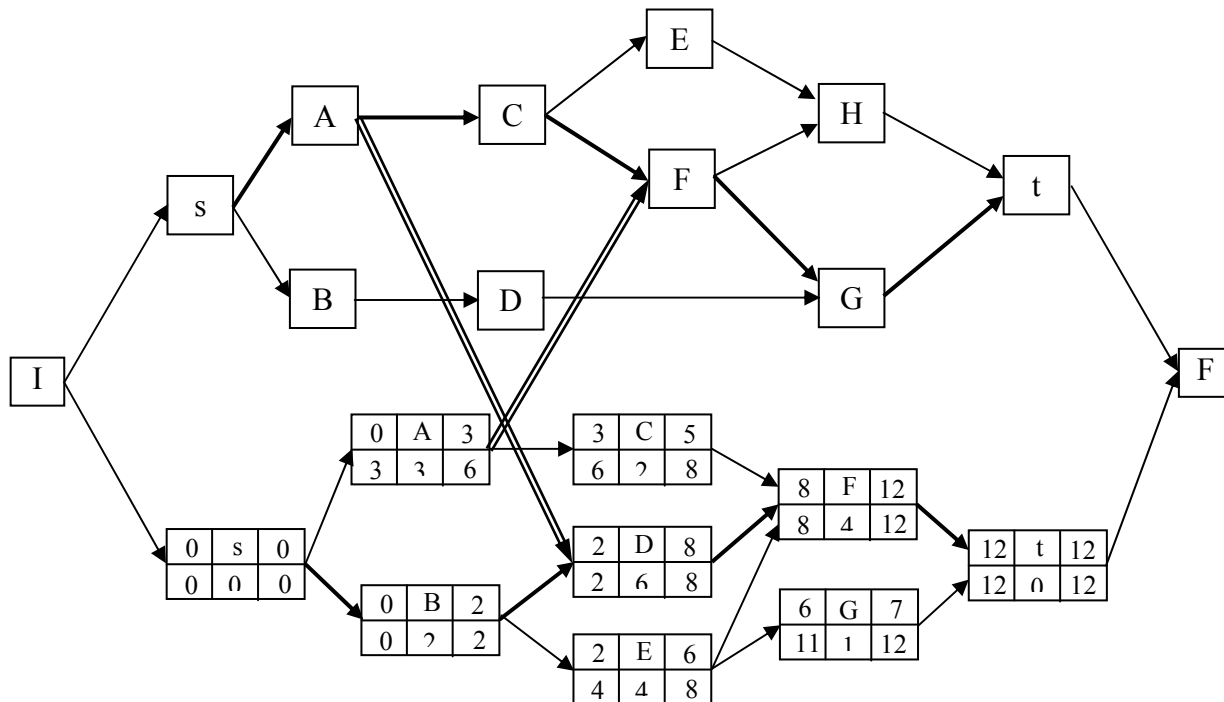 E
A
C
H
F
t
s
B
D
G
I
F
0 A 3
3 3 6
3 C 5
6 2 8
8 F 12
8 4 12
0 s 0
0 0 0
2 D 8
2 6 8
12 t 12
12 0 12
0 B 2
0 2 2
6 G 7
11 1 12
2 E 6
4 4 8